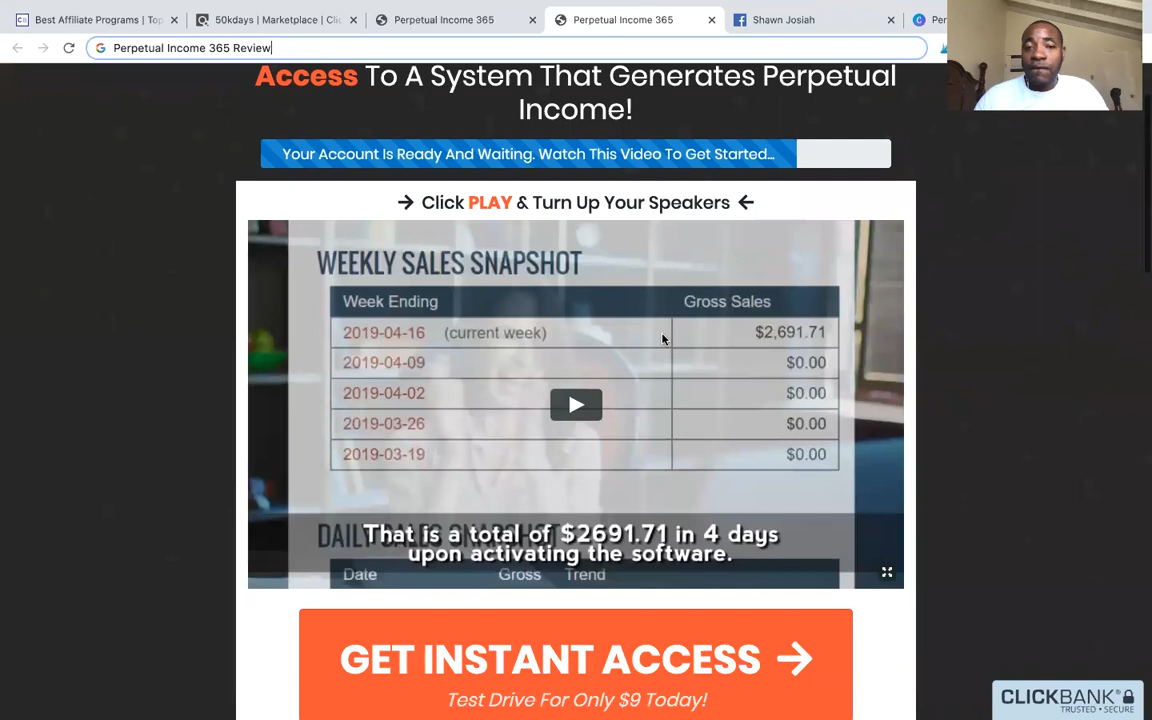 Best Affiliate Programs | Top
50kdays | Marketplace | Clic
Perpetual Income 365
Perpetual Income 365
Shawn Josiah
Per
Perpetual Income 365 Review
Access To A System That Generates Perpetual
Income!
Your Account Is Ready And Waiting. Watch This Video To Get Started...
→ Click PLAY & Turn Up Your Speakers ←
WEEKLY SALES SNAPSHOT
Week Ending Gross Sales
2019-04-16 (current week) $2,691.71
2019-04-09 $0.00
2019-04-02 $0.00
2019-03-26 $0.00
2019-03-19 $0.00
DAILY SALES SNAPSHOT
That is a total of $2691.71 in 4 days
upon activating the software.
Date Gross Trend
GET INSTANT ACCESS →
Test Drive For Only $9 Today!
CLICKBANK®
TRUSTED • SECURE